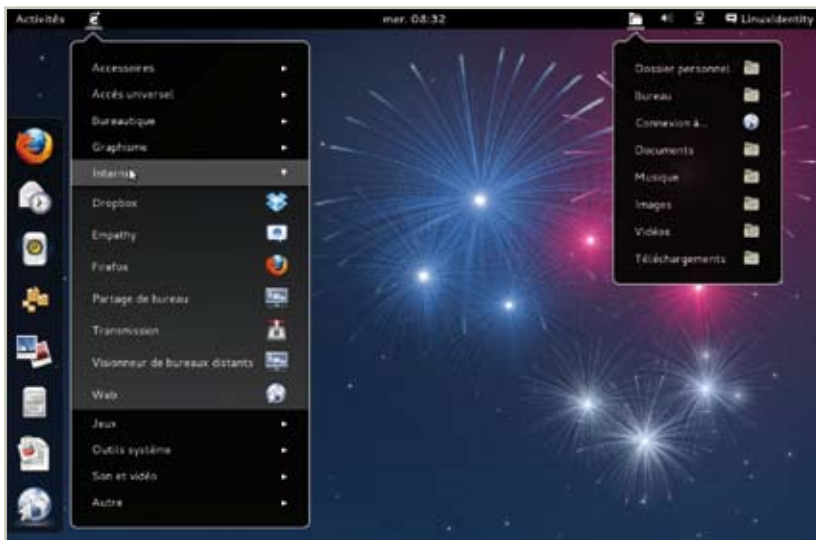 Activités
mer. 08:32
LinuxIdentity
Accessoires
Accès universel
Bureautique
Graphisme
Internet
Dropbox
Empathy
Firefox
Partage de bureau
Transmission
Visionneur de bureaux distants
Web
Jeux
Outils système
Son et vidéo
Autre
Dossier personnel
Bureau
Connexion à...
Documents
Musique
Images
Vidéos
Téléchargements